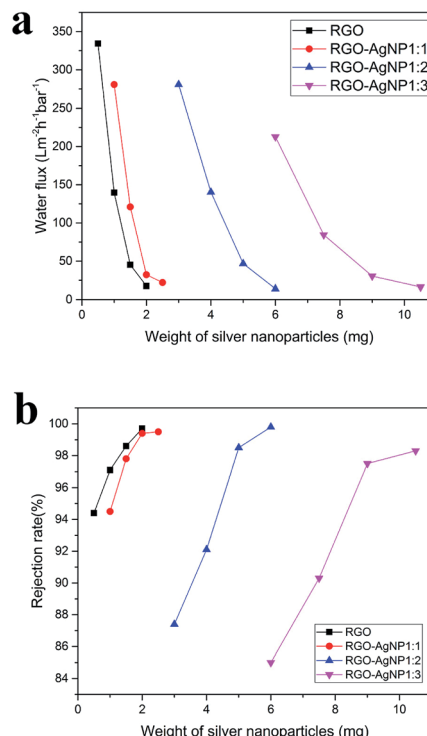 a
RGO
RGO-AgNP1:1
RGO-AgNP1:2
RGO-AgNP1:3
Water flux (Lm⁻²h⁻¹bar⁻¹)
350
300
250
200
150
100
50
0
0 2 4 6 8 10
Weight of silver nanoparticles (mg)
b
Rejection rate(%)
100
98
96
94
92
90
88
86
84
RGO
RGO-AgNP1:1
RGO-AgNP1:2
RGO-AgNP1:3
0 2 4 6 8 10
Weight of silver nanoparticles (mg)